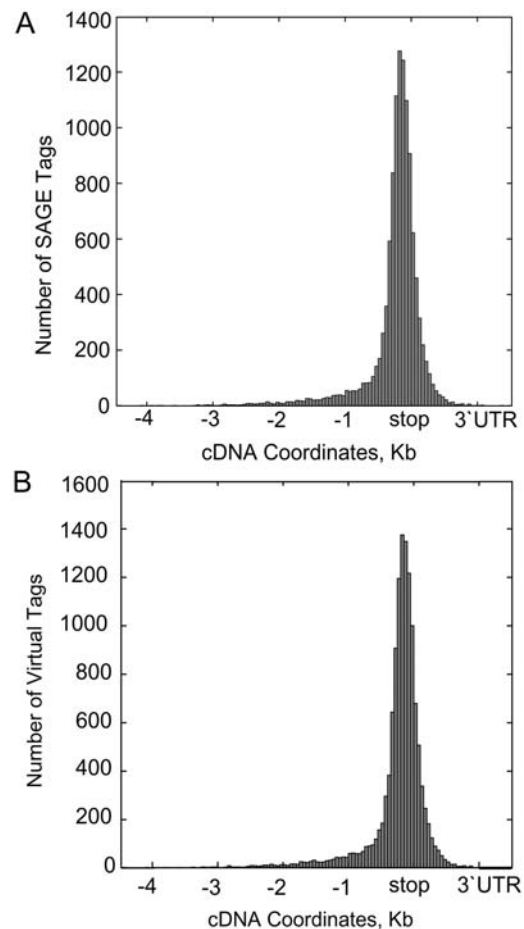 A
1400
1200
1000
800
600
400
200
0
Number of SAGE Tags
-4 -3 -2 -1 stop 3`UTR
cDNA Coordinates, Kb
B
1600
1400
1200
1000
800
600
400
200
0
Number of Virtual Tags
-4 -3 -2 -1 stop 3`UTR
cDNA Coordinates, Kb